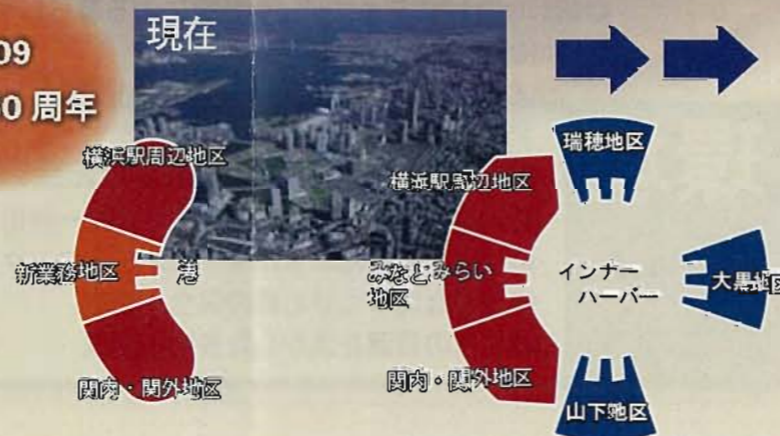 09
0周年
現在
横浜駅周辺地区
新業務地区
港
関内・関外地区
横浜駅周辺地区
みなとみらい
地区
関内・関外地区
瑞穂地区
インナー
ハーバー
大黒地区
山下地区